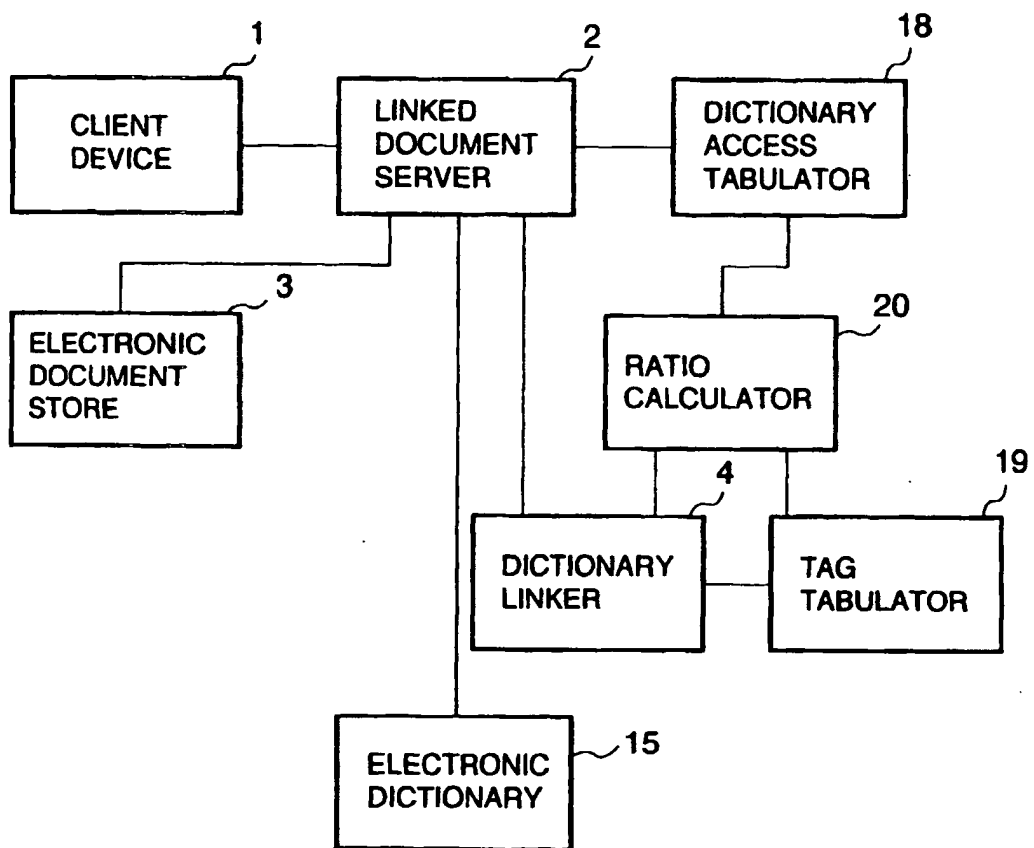 1
2
18
CLIENT
DEVICE
LINKED
DOCUMENT
SERVER
DICTIONARY
ACCESS
TABULATOR
3
20
ELECTRONIC
DOCUMENT
STORE
RATIO
CALCULATOR
4
19
DICTIONARY
LINKER
TAG
TABULATOR
15
ELECTRONIC
DICTIONARY